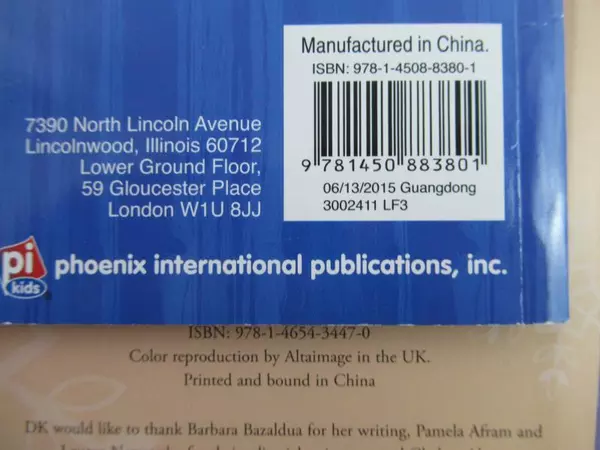 Manufactured in China.
ISBN: 978-1-4508-8380-1
9 781450 883801
06/13/2015 Guangdong
3002411 LF3
7390 North Lincoln Avenue
Lincolnwood, Illinois 60712
Lower Ground Floor,
59 Gloucester Place
London W1U 8JJ
pi
kids
phoenix international publications, inc.
ISBN: 978-1-4654-3447-0
Color reproduction by Altaimage in the UK.
Printed and bound in China
DK would like to thank Barbara Bazaldua for her writing, Pamela Afram and